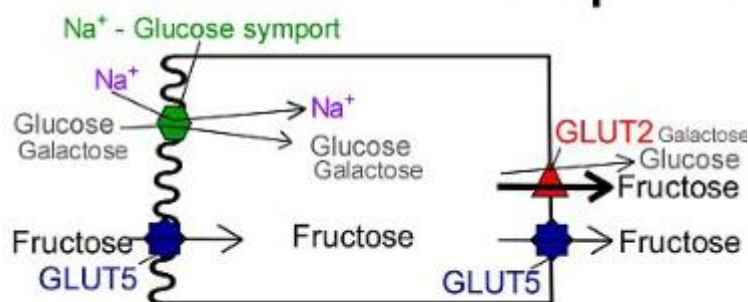 Na⁺ - Glucose symport
Na⁺
Na⁺
Glucose
Galactose
Glucose
Galactose
GLUT2 Galactose
Glucose
Fructose
Fructose
GLUT5
Fructose
GLUT5
Fructose